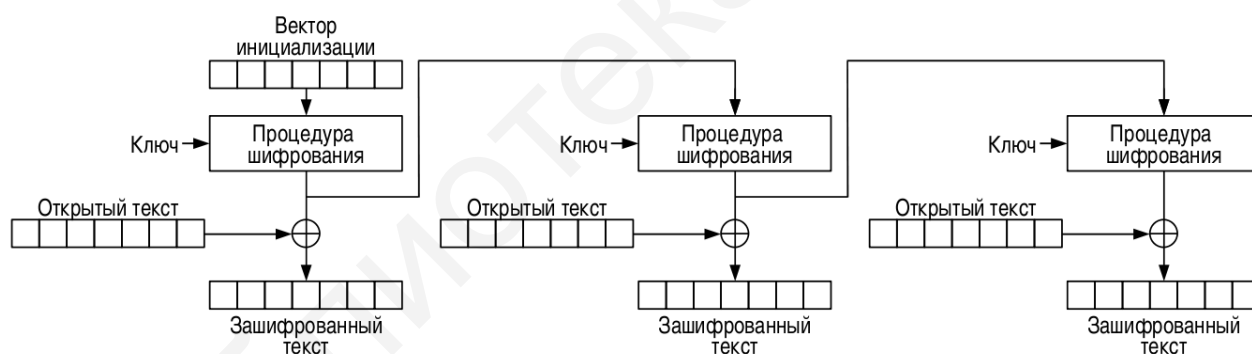 Вектор
инициализации
Ключ
Процедура
шифрования
Ключ
Процедура
шифрования
Ключ
Процедура
шифрования
Открытый текст
Открытый текст
Открытый текст
Зашифрованный
текст
Зашифрованный
текст
Зашифрованный
текст